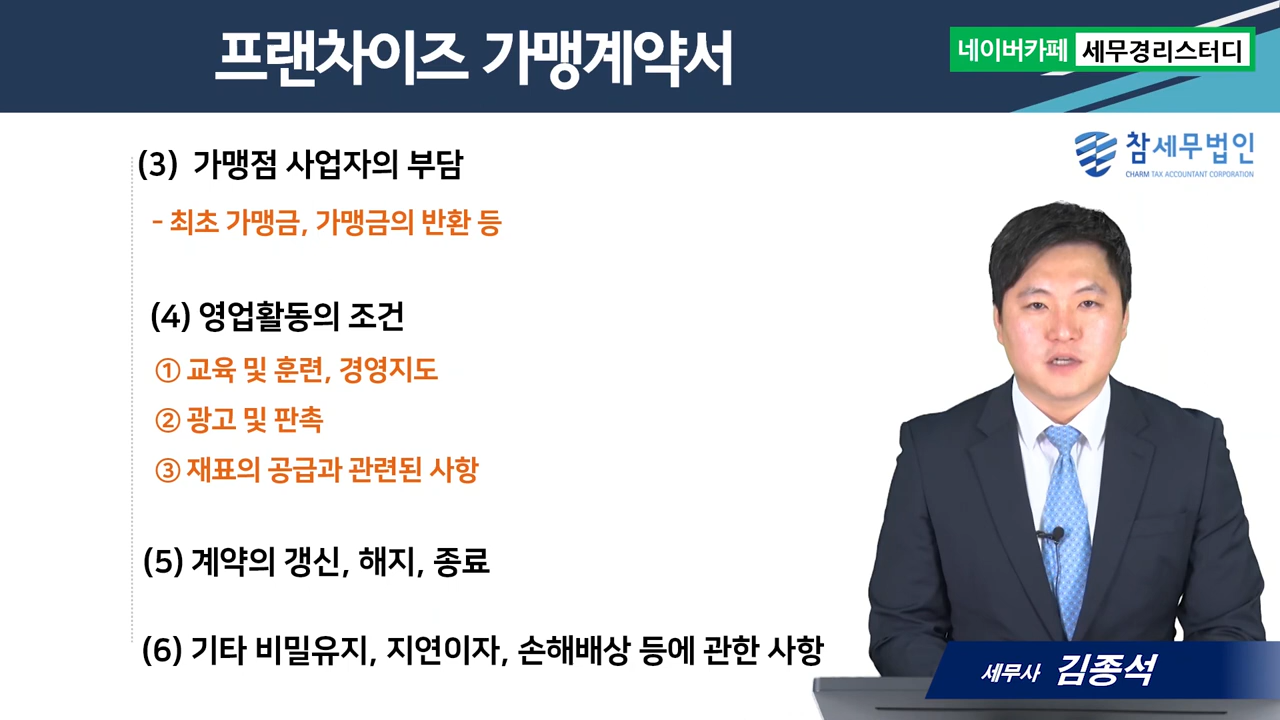 프랜차이즈 가맹계약서
네이버카페 세무경리스터디
참세무법인
CHARM TAX ACCOUNTANT CORPORATION
(3) 가맹점 사업자의 부담
- 최초 가맹금, 가맹금의 반환 등
(4) 영업활동의 조건
① 교육 및 훈련, 경영지도
② 광고 및 판촉
③ 재표의 공급과 관련된 사항
(5) 계약의 갱신, 해지, 종료
(6) 기타 비밀유지, 지연이자, 손해배상 등에 관한 사항
세무사 김종석